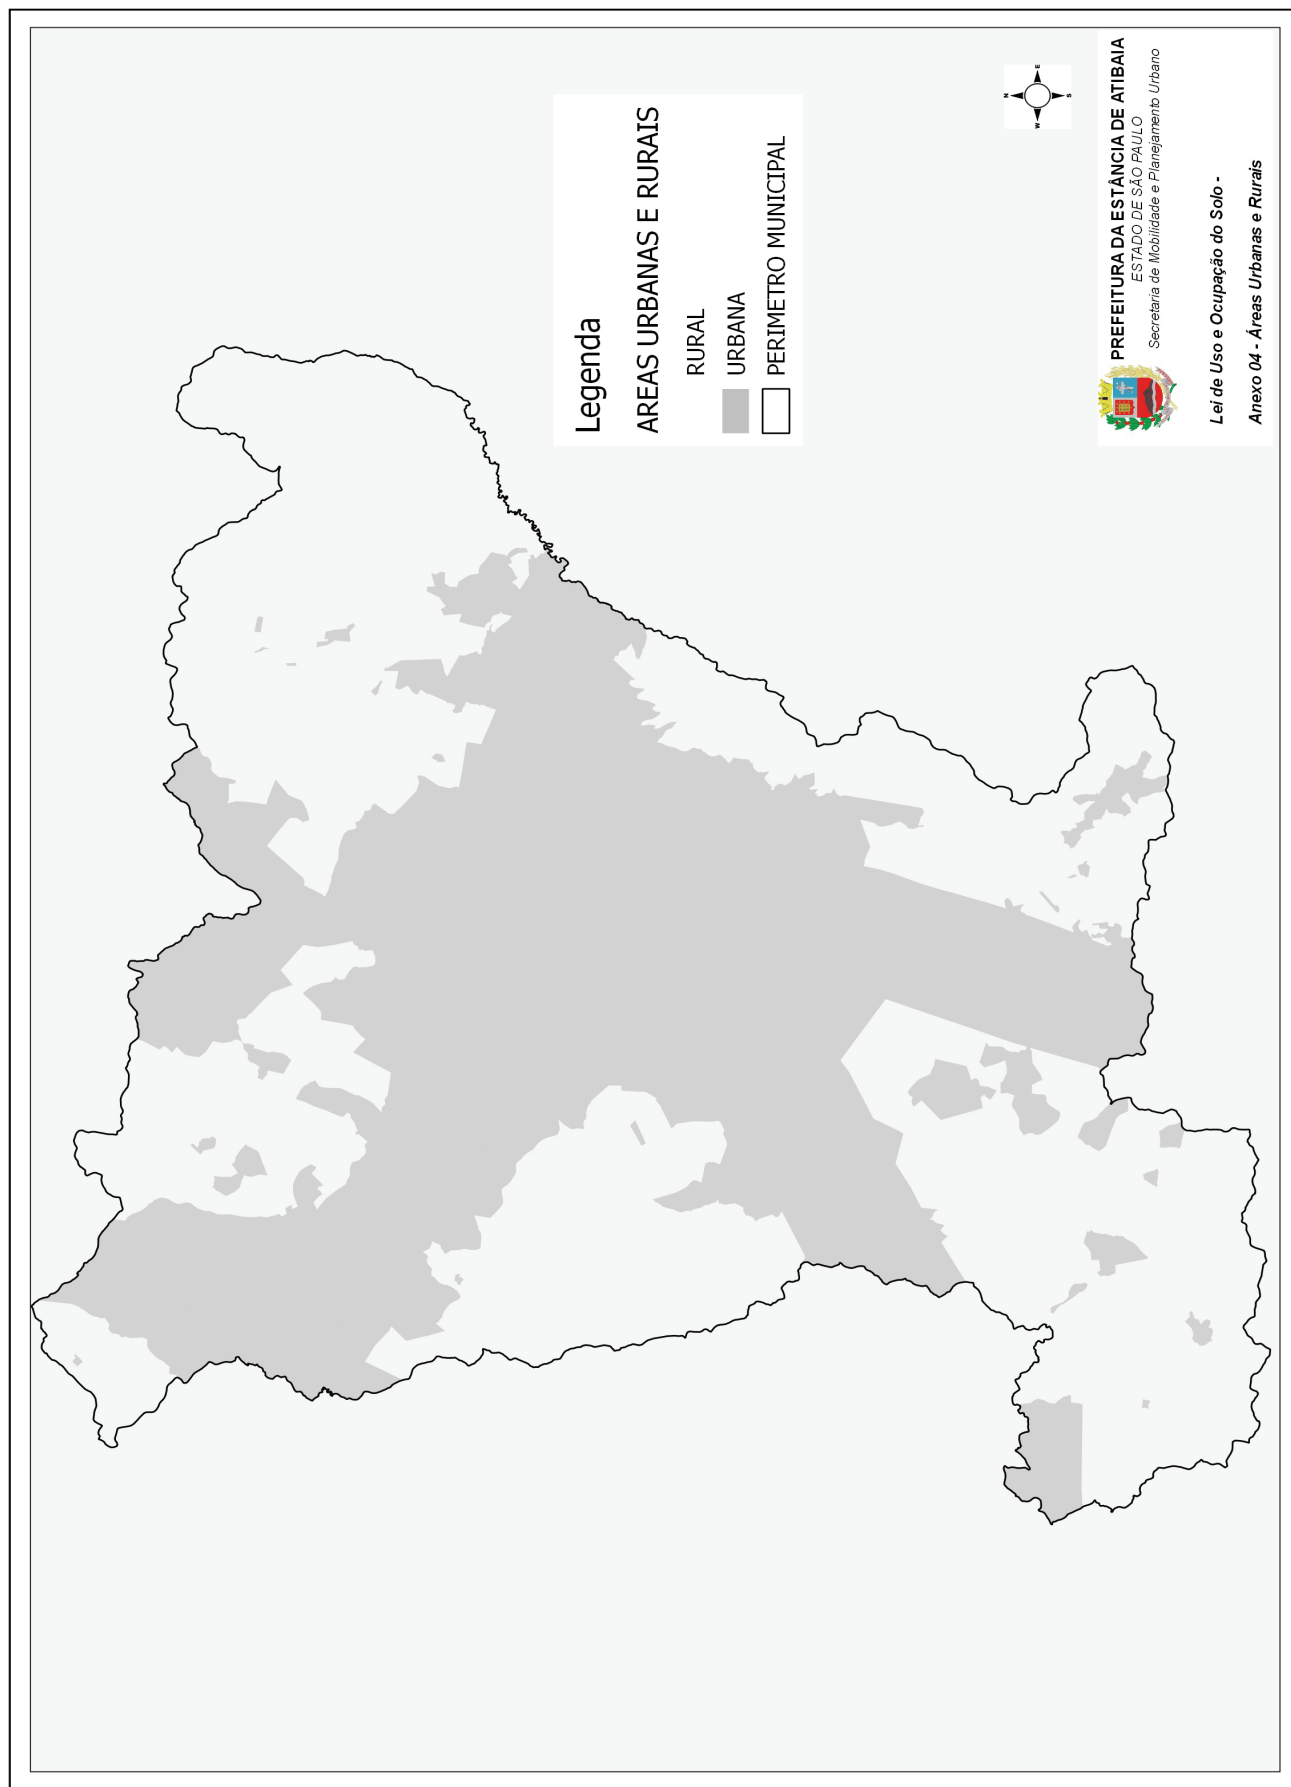 Legenda
AREAS URBANAS E RURAIS
RURAL
URBANA
PERIMETRO MUNICIPAL
N
W
E
S
PREFEITURA DA ESTÂNCIA DE ATIBAIA
ESTADO DE SÃO PAULO
Secretaria de Mobilidade e Planejamento Urbano
Lei de Uso e Ocupação do Solo -
Anexo 04 - Áreas Urbanas e Rurais